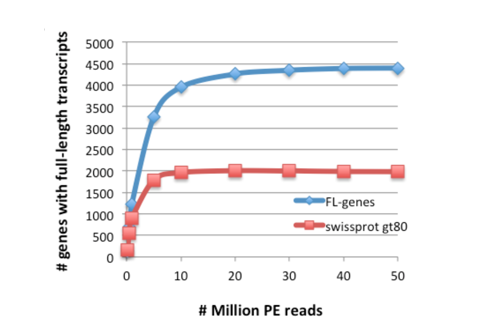 # genes with full-length transcripts
5000
4500
4000
3500
3000
2500
2000
1500
1000
500
0
FL-genes
swissprot gt80
0 10 20 30 40 50
# Million PE reads